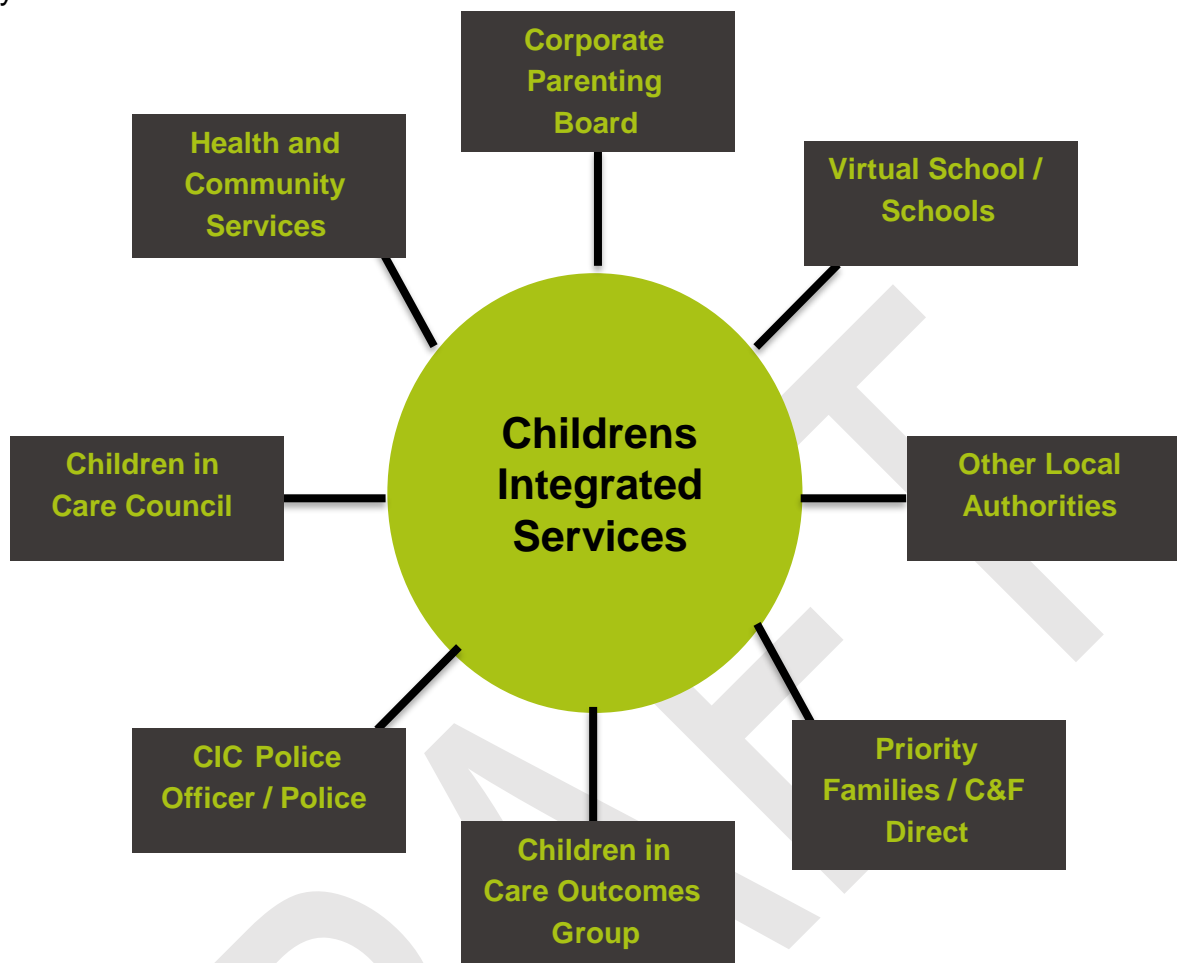 y
Corporate
Parenting
Board
Health and
Community
Services
Virtual School /
Schools
Childrens
Integrated
Services
Children in
Care Council
Other Local
Authorities
CIC Police
Officer / Police
Priority
Families / C&F
Direct
Children in
Care Outcomes
Group
DRAFT